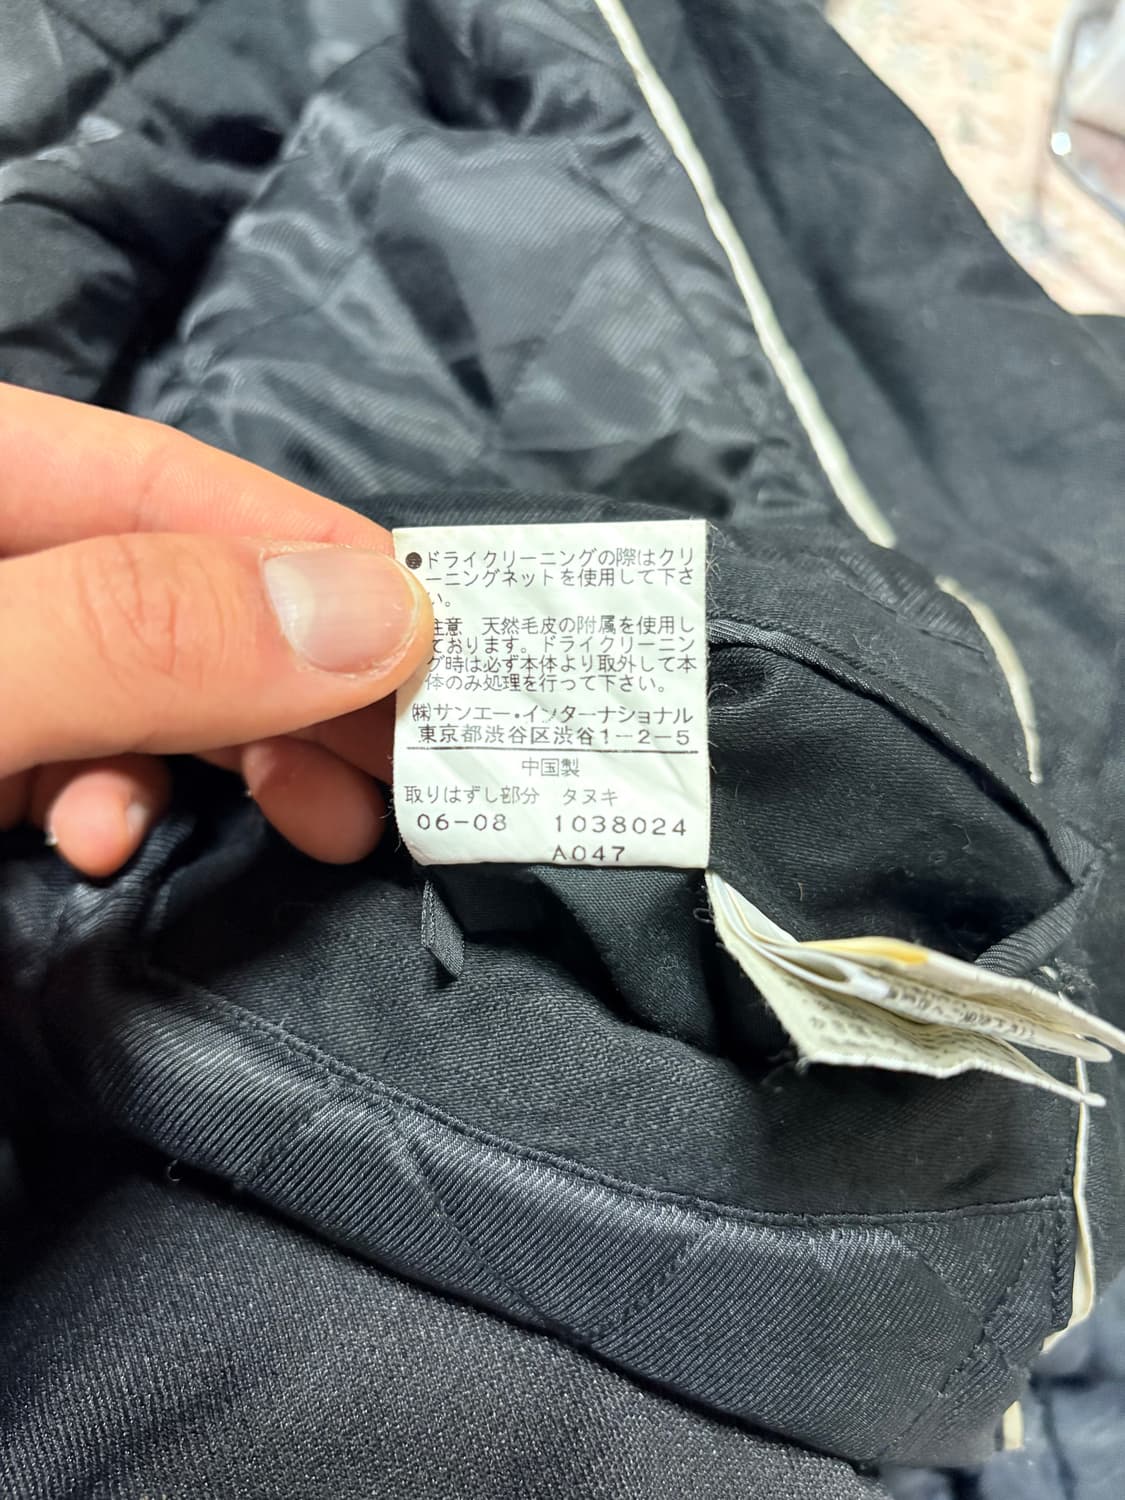 ●ドライクリーニングの際はクリ
ーニングネットを使用して下さ
い。
注意、天然毛皮の附属を使用し
ております。ドライクリーニン
グ時は必ず本体より取外して本
体のみ処理を行って下さい。
㈱サンエー・インターナショナル
東京都渋谷区渋谷1-2-5
中国製
取りはずし部分 タヌキ
06-08 1038024
A047